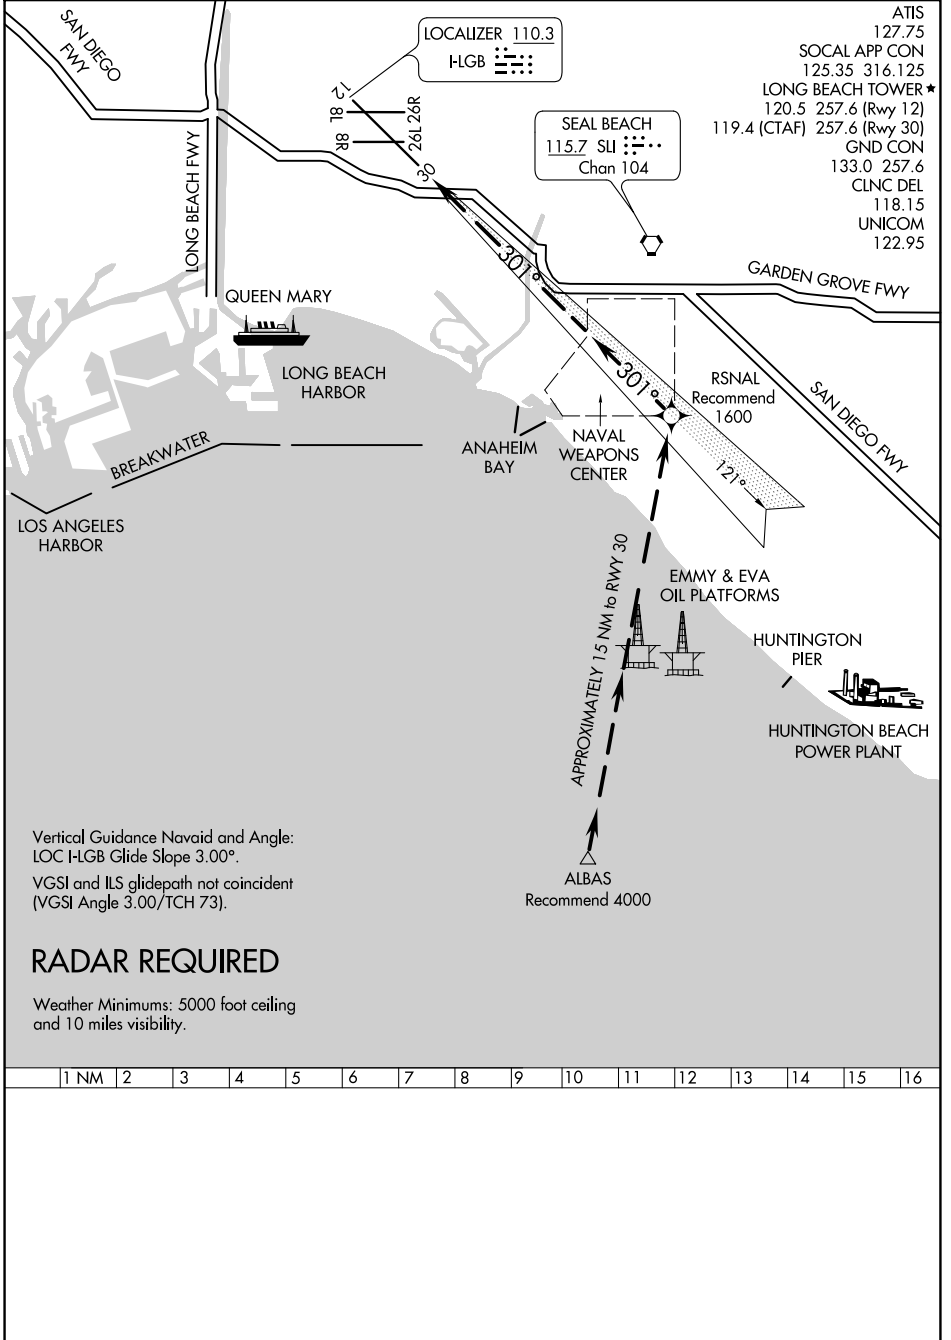 ATIS
127.75
SOCAL APP CON
125.35 316.125
LONG BEACH TOWER ★
120.5 257.6 (Rwy 12)
119.4 (CTAF) 257.6 (Rwy 30)
GND CON
133.0 257.6
CLNC DEL
118.15
UNICOM
122.95
SAN DIEGO
FWY
LOCALIZER 110.3
I-LGB
12
8L
26R
8R
26L
30
SEAL BEACH
115.7 SLI
Chan 104
LONG BEACH FWY
301°
GARDEN GROVE FWY
QUEEN MARY
LONG BEACH
HARBOR
301°
RSNAL
Recommend
1600
SAN DIEGO FWY
BREAKWATER
ANAHEIM
BAY
NAVAL
WEAPONS
CENTER
121°
LOS ANGELES
HARBOR
APPROXIMATELY 15 NM to RWY 30
EMMY & EVA
OIL PLATFORMS
HUNTINGTON
PIER
HUNTINGTON BEACH
POWER PLANT
Vertical Guidance Navaid and Angle:
LOC I-LGB Glide Slope 3.00°.
VGSI and ILS glidepath not coincident
(VGSI Angle 3.00/TCH 73).
ALBAS
Recommend 4000
RADAR REQUIRED
Weather Minimums: 5000 foot ceiling
and 10 miles visibility.
1 NM 2 3 4 5 6 7 8 9 10 11 12 13 14 15 16